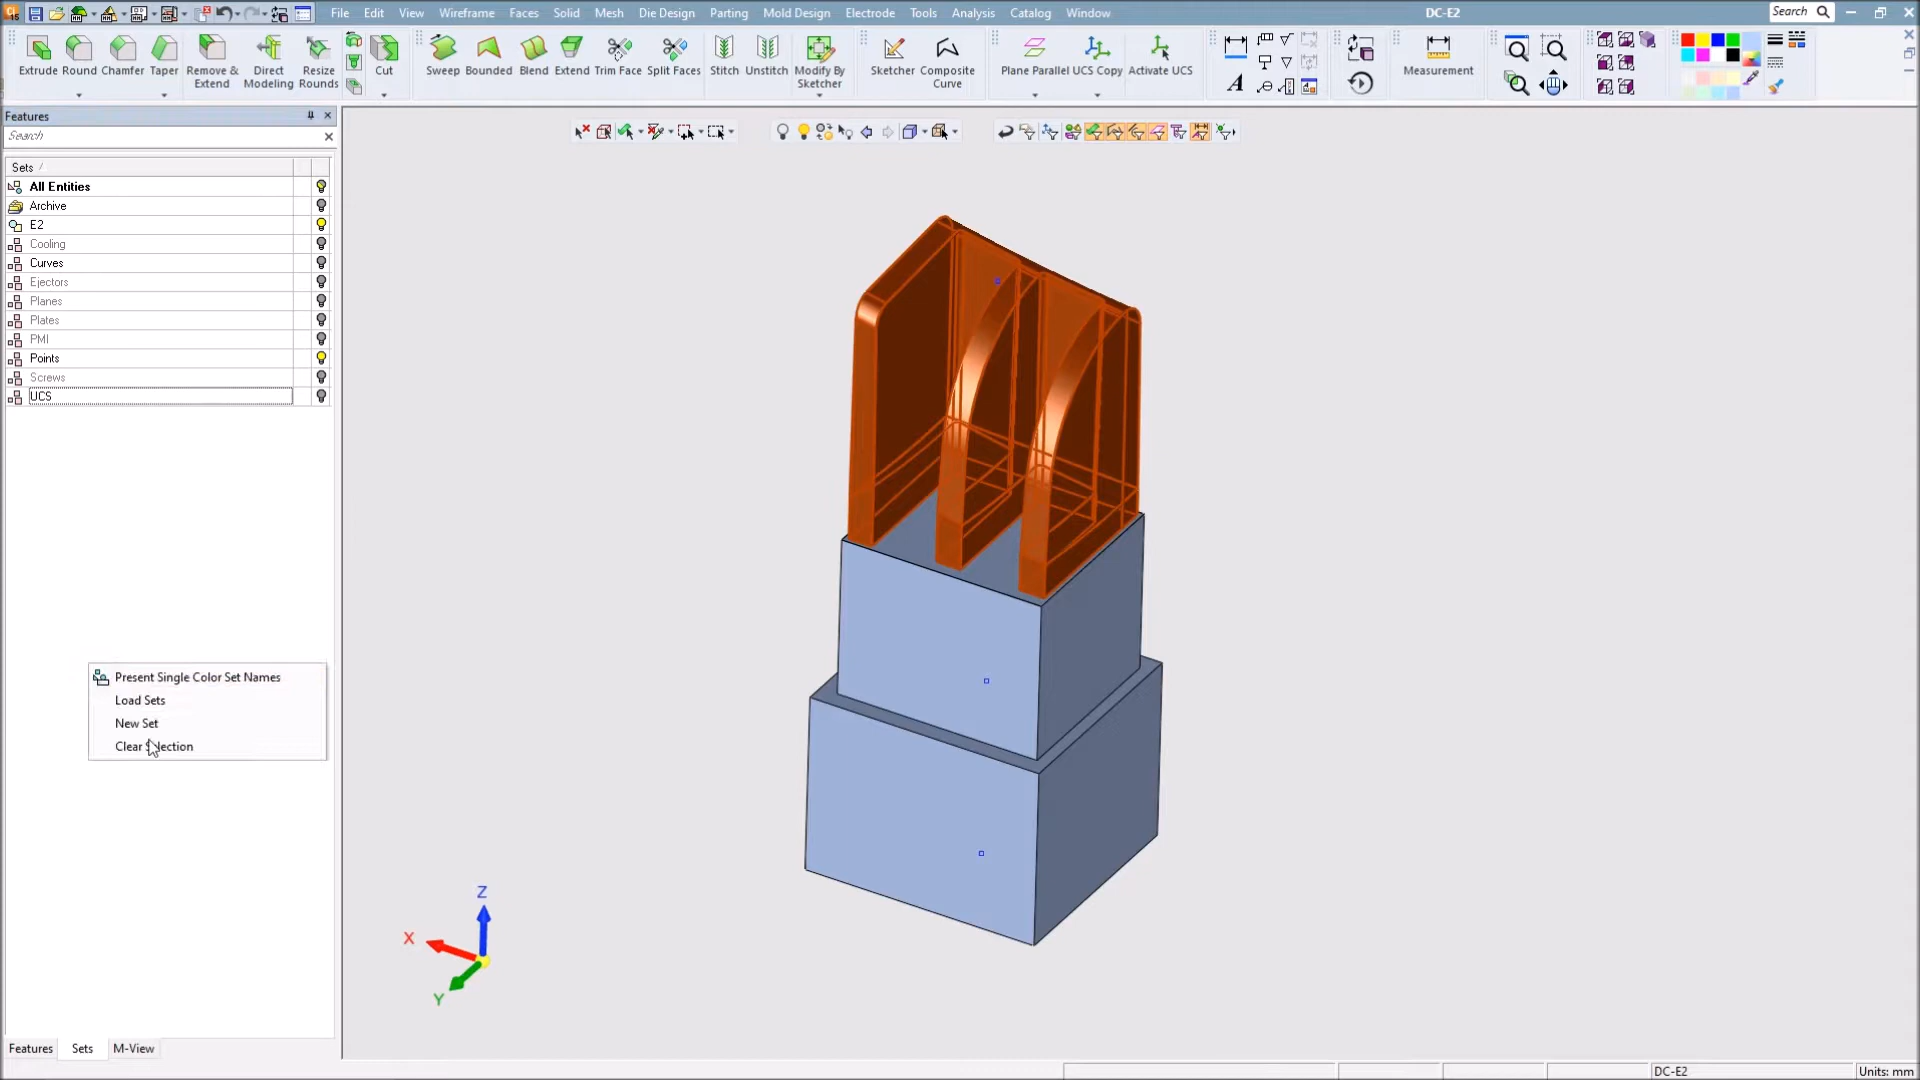 File Edit View Wireframe Faces Solid Mesh Die Design Parting Mold Design Electrode Tools Analysis Catalog Window DC-E2 Search
Extrude Round Chamfer Taper Remove & Extend Direct Modeling Resize Rounds Cut Sweep Bounded Blend Extend Trim Face Split Faces Stitch Unstitch Modify By Sketcher Sketcher Composite Curve Plane Parallel UCS Copy Activate UCS A Measurement
Features
Search
Sets
All Entities
Archive
E2
Cooling
Curves
Ejectors
Planes
Plates
PMI
Points
Screws
UCS
Present Single Color Set Names
Load Sets
New Set
Clear Selection
Z
X
Y
Features Sets M-View
DC-E2 Units: mm